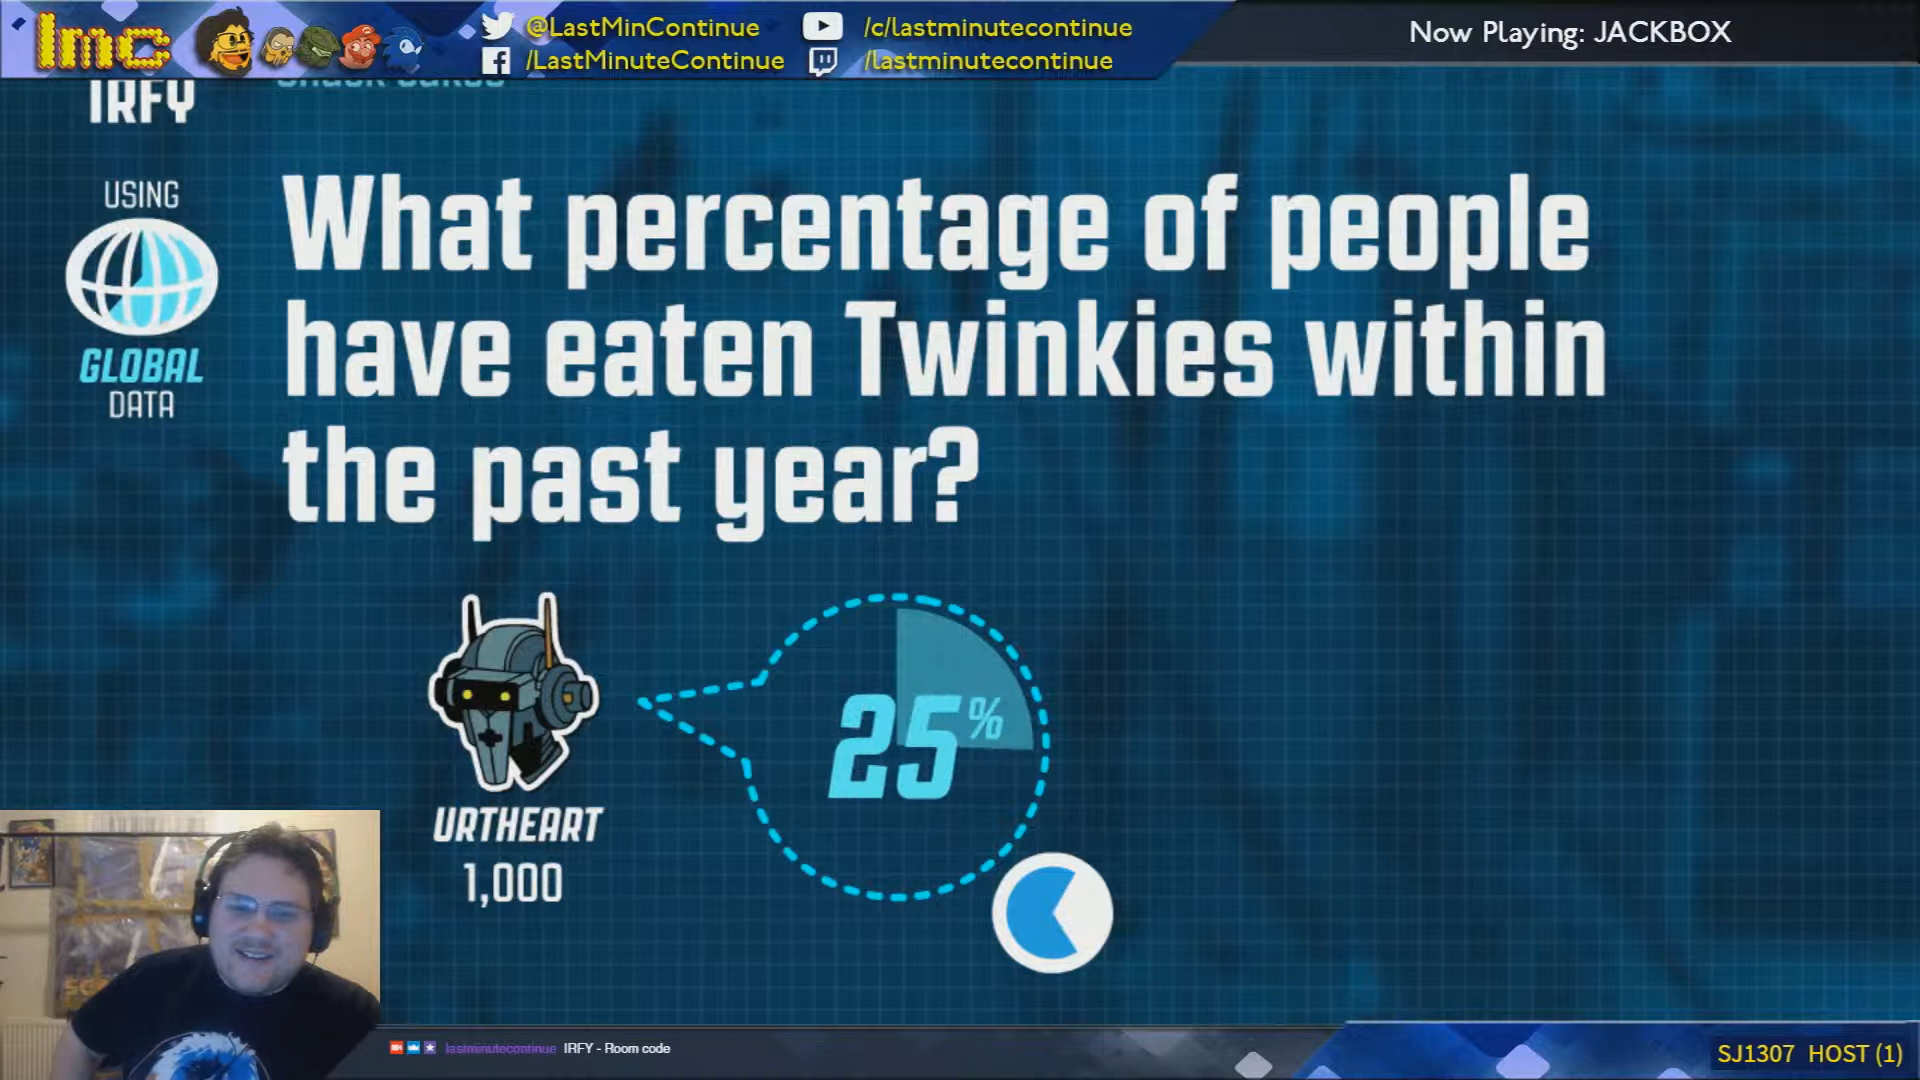 lmc
@LastMinContinue
/c/lastminutecontinue
/LastMinuteContinue
/lastminutecontinue
Now Playing: JACKBOX
IRFY
USING
GLOBAL
DATA
What percentage of people
have eaten Twinkies within
the past year?
25%
URTHEART
1,000
lastminutecontinue IRFY - Room code
SJ1307 HOST (1)